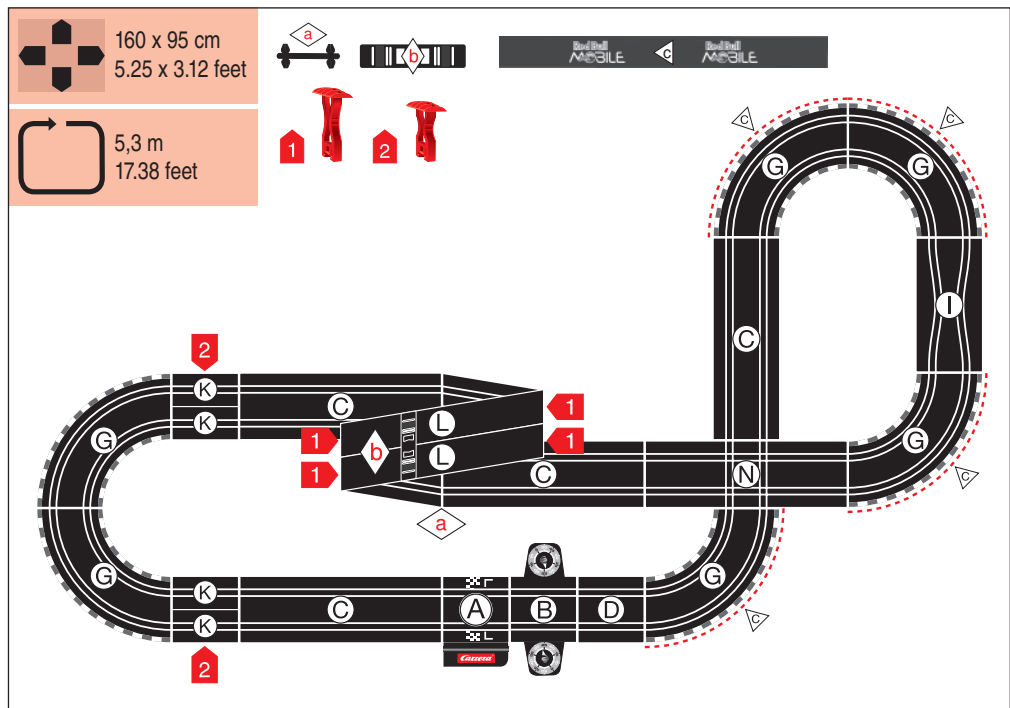 160 x 95 cm
5.25 x 3.12 feet
5,3 m
17.38 feet
a
b
Red Bull
MOBILE
c
Red Bull
MOBILE
1
2
c
c
G
G
I
C
2
K
K
C
L
L
b
1
1
1
1
G
C
N
G
c
c
a
G
K
K
C
A
B
D
G
c
Carrera
2